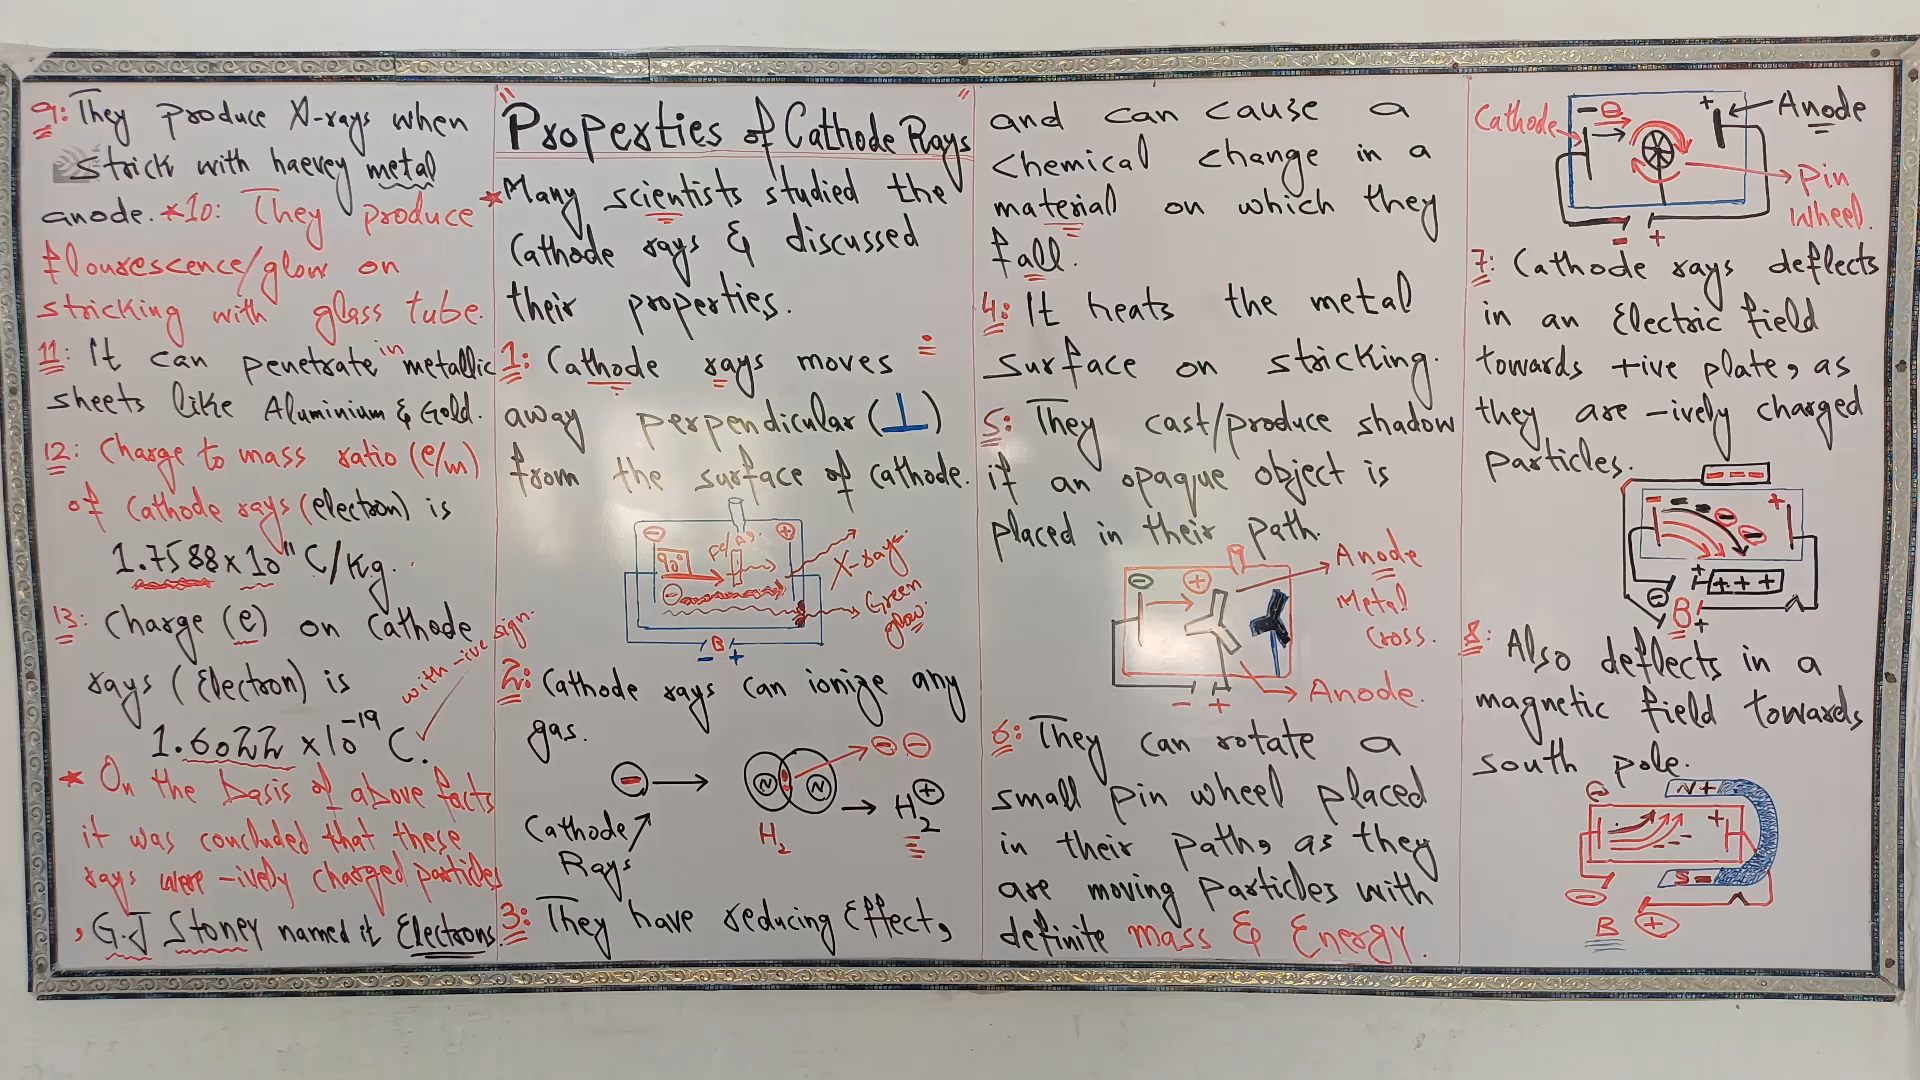 "Properties of Cathode Rays"
* Many scientists studied the
Cathode rays & discussed
their properties.
1: Cathode rays moves
away perpendicular (⊥)
from the surface of cathode.
⊖ Fe/Ag. ⊕
90°
X-rays
⊖
Green
glow.
B
- +
2: Cathode rays can ionize any
gas.
⊖ → N N → ⊖ ⊖
→ H2⊕
H2
Cathode
Rays
3: They have reducing Effect,
and can cause a
chemical change in a
material on which they
fall.
4: It heats the metal
surface on stricking.
5: They cast/produce shadow
if an opaque object is
placed in their path.
⊖ ⊕
Anode
Metal
Cross.
Anode.
- +
6: They can rotate a
small pin wheel placed
in their path, as they
are moving particles with
definite mass & Energy.
Cathode - ⊖ + Anode
Pin
Wheel.
- +
7: Cathode rays deflects
in an Electric field
towards +ive plate, as
they are -ively charged
particles.
- - -
- ⊖ ⊖ +
+ + + +
⊖ B +
8: Also deflects in a
magnetic field towards
south pole.
⊖ N +
+
S -
⊖ B ⊕
9: They produce X-rays when
strick with haevey metal
anode. *10: They produce
flourescence/glow on
stricking with glass tube.
11: It can penetrate in metallic
sheets like Aluminium & Gold.
12: Charge to mass ratio (e/m)
of Cathode rays (electron) is
1.7588 x 10¹¹ C/Kg.
13: Charge (e) on Cathode
rays (Electron) is
with -ive sign.
1.6022 x 10⁻¹⁹ C.
* On the basis of above facts
it was concluded that these
rays were -ively charged particles
, G.J Stoney named it Electrons.